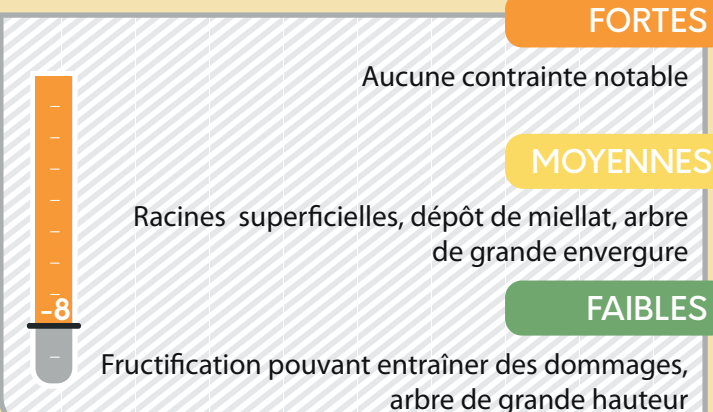 FORTES
Aucune contrainte notable
MOYENNES
Racines superficielles, dépôt de miellat, arbre
de grande envergure
-8
FAIBLES
Fructification pouvant entraîner des dommages,
arbre de grande hauteur